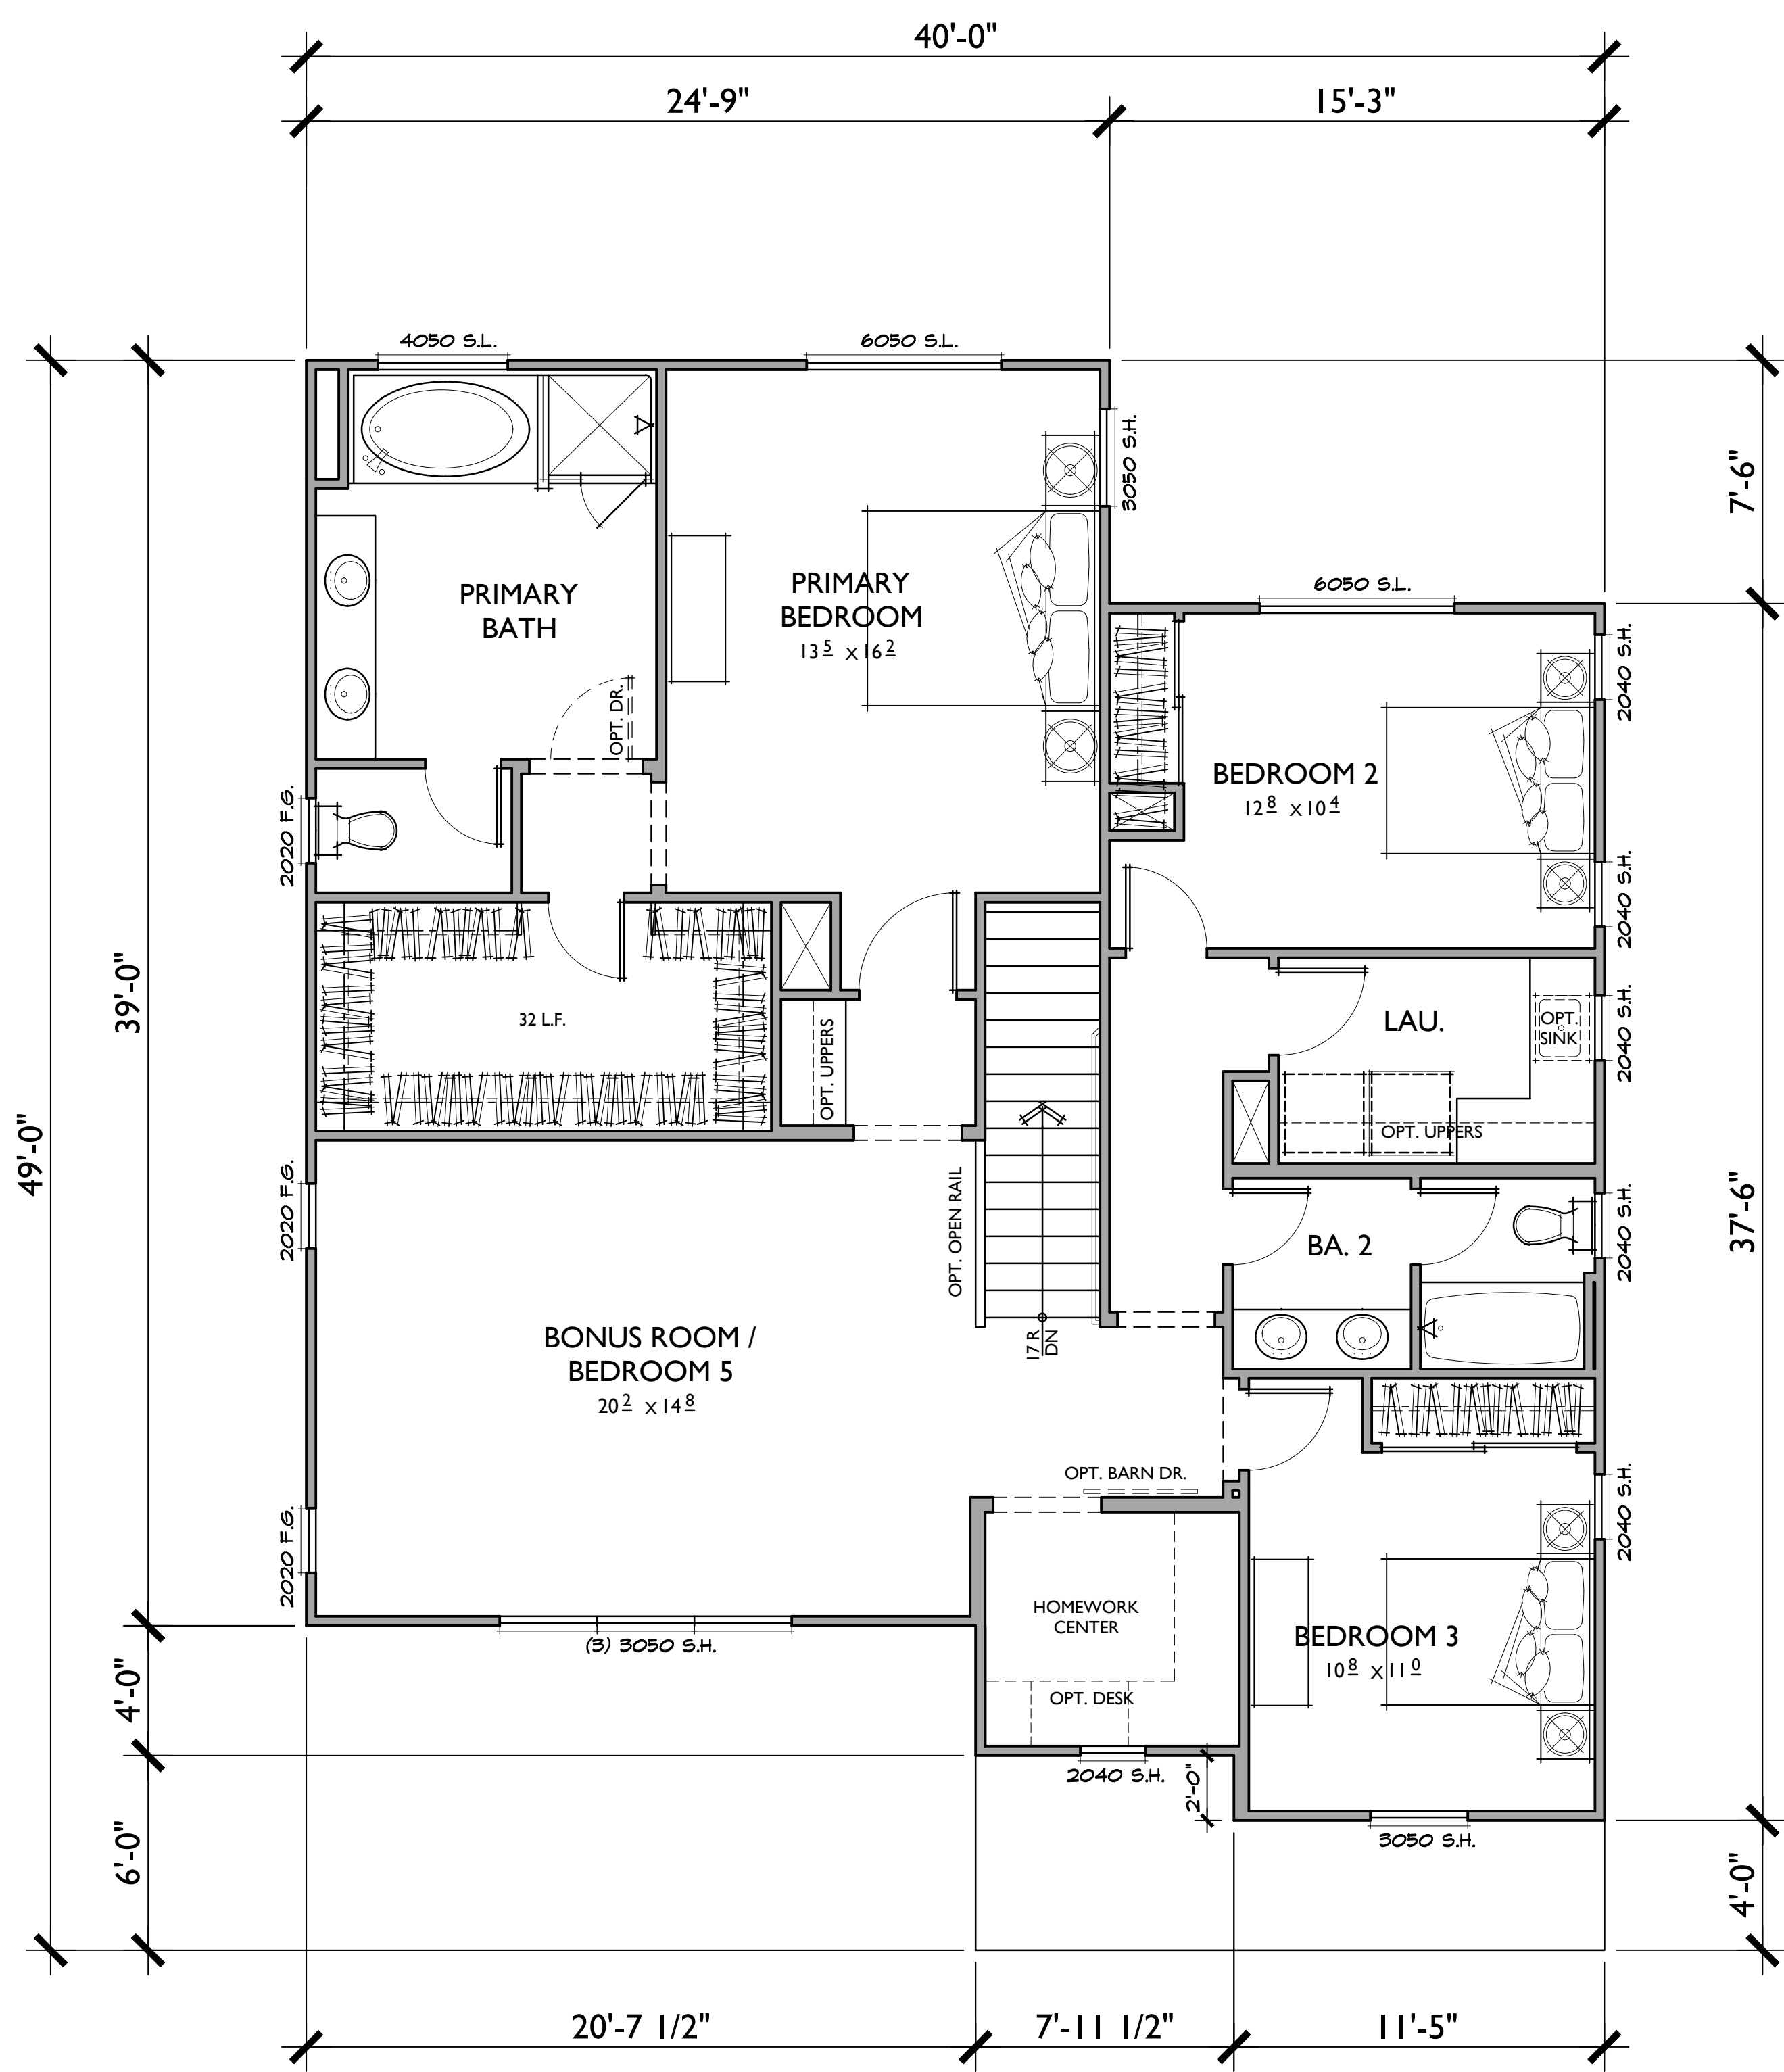 40'-0"
24'-9"
15'-3"
4050 S.L.
6050 S.L.
3050 S.H.
7'-6"
6050 S.L.
PRIMARY
BATH
PRIMARY
BEDROOM
13 5 X 16 2
OPT. DR.
2040 S.H.
BEDROOM 2
12 8 X 10 4
2020 F.G.
2040 S.H.
39'-0"
32 L.F.
OPT. UPPERS
LAU.
OPT.
SINK
2040 S.H.
OPT. UPPERS
49'-0"
2020 F.G.
OPT. OPEN RAIL
BA. 2
2040 S.H.
37'-6"
BONUS ROOM /
BEDROOM 5
20 2 X 14 8
17 R
DN
OPT. BARN DR.
2020 F.G.
2040 S.H.
HOMEWORK
CENTER
(3) 3050 S.H.
BEDROOM 3
10 8 X 11 0
OPT. DESK
4'-0"
2040 S.H.
2'-0"
3050 S.H.
6'-0"
4'-0"
20'-7 1/2"
7'-11 1/2"
11'-5"